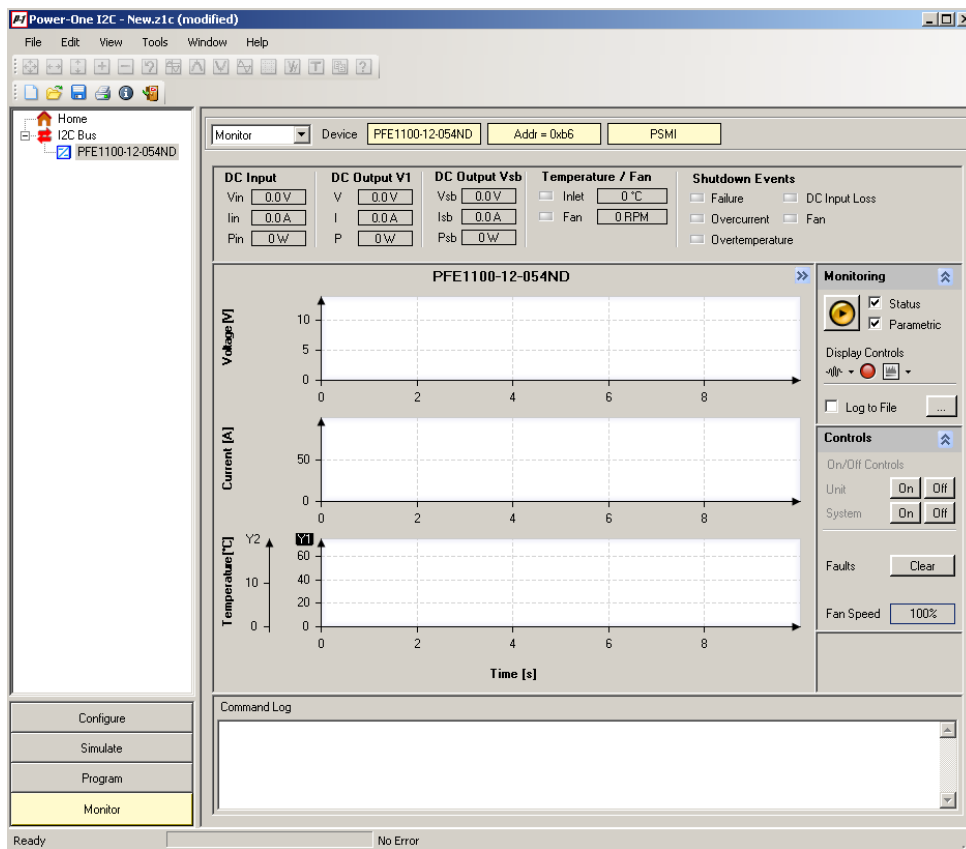 Power-One I2C - New.z1c (modified)
File Edit View Tools Window Help
Home
I2C Bus
PFE1100-12-054ND
Monitor Device PFE1100-12-054ND Addr = 0xb6 PSMI
DC Input DC Output V1 DC Output Vsb Temperature / Fan Shutdown Events
Vin 0.0 V V 0.0 V Vsb 0.0 V Inlet 0 °C Failure DC Input Loss
Iin 0.0 A I 0.0 A Isb 0.0 A Fan 0 RPM Overcurrent Fan
Pin 0 W P 0 W Psb 0 W Overtemperature
PFE1100-12-054ND
Voltage [V]
10
5
0
0 2 4 6 8
Current [A]
50
0
0 2 4 6 8
Temperature[°C]
Y2 Y1
60
10 40
20
0 0
0 2 4 6 8
Time [s]
Monitoring
Status
Parametric
Display Controls
Log to File ...
Controls
On/Off Controls
Unit On Off
System On Off
Faults Clear
Fan Speed 100%
Command Log
Configure
Simulate
Program
Monitor
Ready No Error